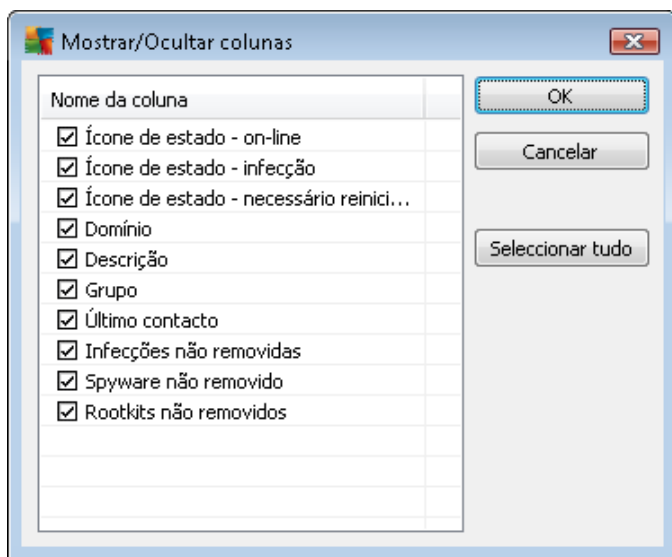 Mostrar/Ocultar colunas
Nome da coluna
Ícone de estado - on-line
Ícone de estado - infecção
Ícone de estado - necessário reinici...
Domínio
Descrição
Grupo
Último contacto
Infecções não removidas
Spyware não removido
Rootkits não removidos
OK
Cancelar
Seleccionar tudo